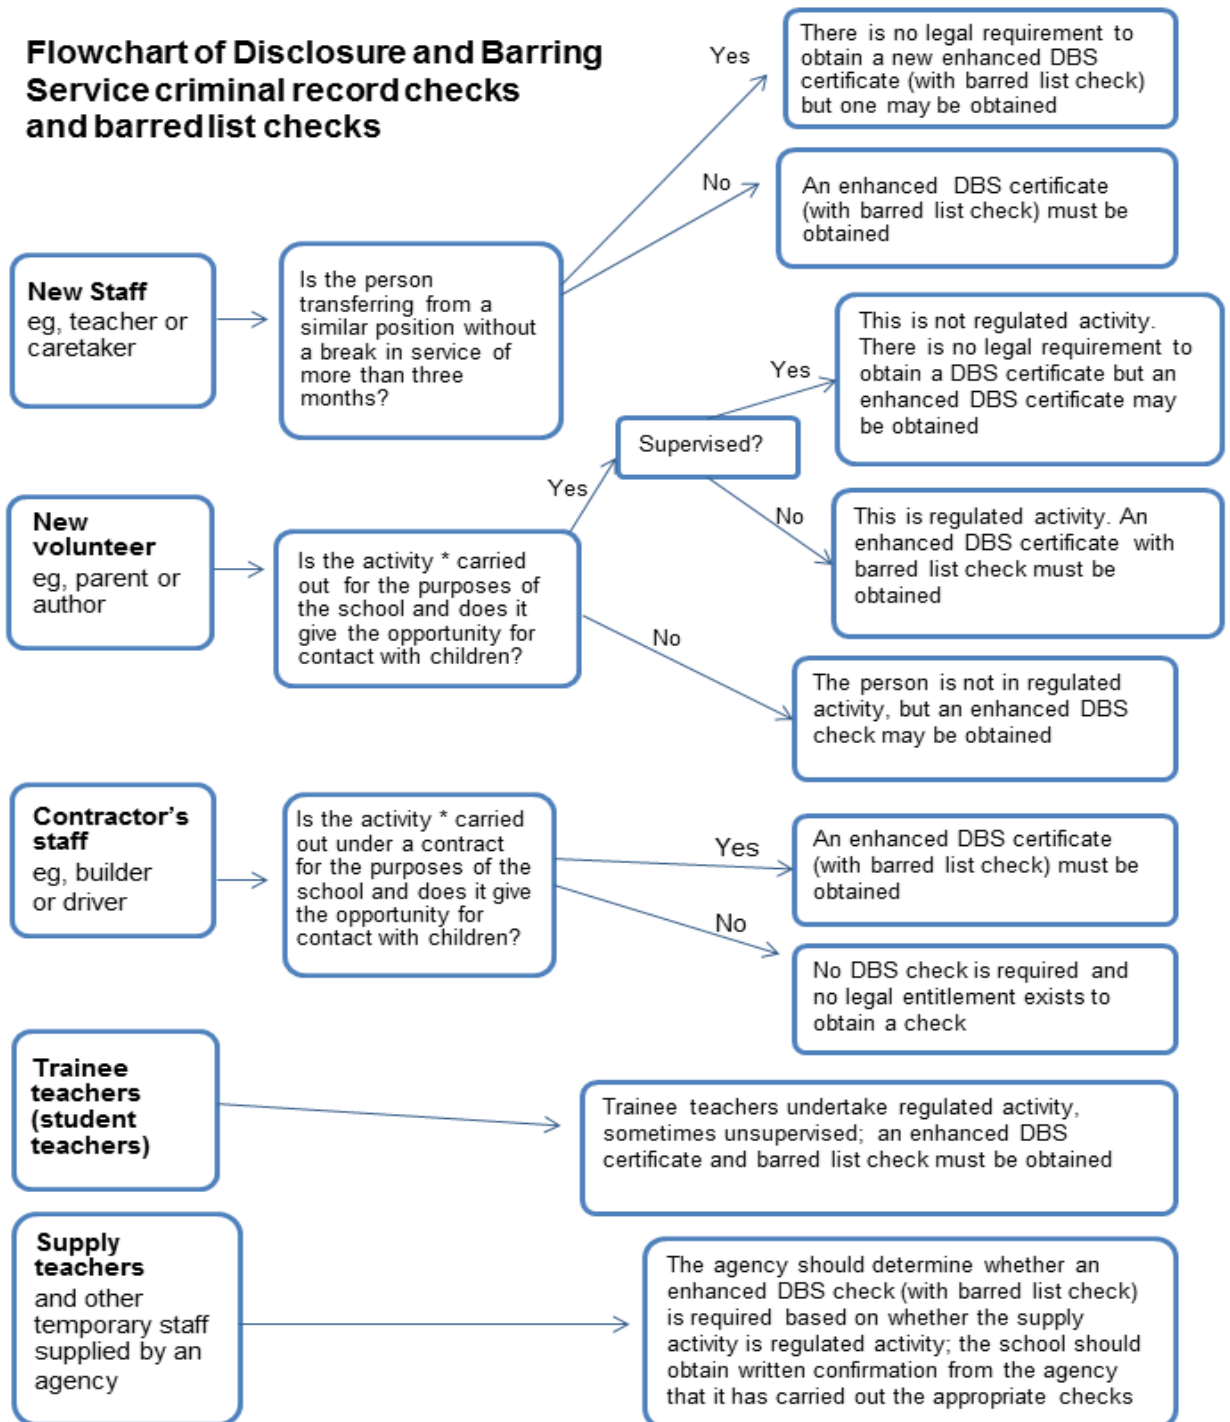 Flowchart of Disclosure and Barring
Service criminal record checks
and barred list checks
New Staff
eg, teacher or
caretaker
Is the person
transferring from a
similar position without
a break in service of
more than three
months?
Yes
There is no legal requirement to
obtain a new enhanced DBS
certificate (with barred list check)
but one may be obtained
No
An enhanced DBS certificate
(with barred list check) must be
obtained
New
volunteer
eg, parent or
author
Is the activity * carried
out for the purposes of
the school and does it
give the opportunity for
contact with children?
Yes
Supervised?
Yes
This is not regulated activity.
There is no legal requirement to
obtain a DBS certificate but an
enhanced DBS certificate may
be obtained
No
This is regulated activity. An
enhanced DBS certificate with
barred list check must be
obtained
No
The person is not in regulated
activity, but an enhanced DBS
check may be obtained
Contractor’s
staff
eg, builder
or driver
Is the activity * carried
out under a contract
for the purposes of the
school and does it give
the opportunity for
contact with children?
Yes
An enhanced DBS certificate
(with barred list check) must be
obtained
No
No DBS check is required and
no legal entitlement exists to
obtain a check
Trainee
teachers
(student
teachers)
Trainee teachers undertake regulated activity,
sometimes unsupervised; an enhanced DBS
certificate and barred list check must be obtained
Supply
teachers
and other
temporary staff
supplied by an
agency
The agency should determine whether an
enhanced DBS check (with barred list check)
is required based on whether the supply
activity is regulated activity; the school should
obtain written confirmation from the agency
that it has carried out the appropriate checks